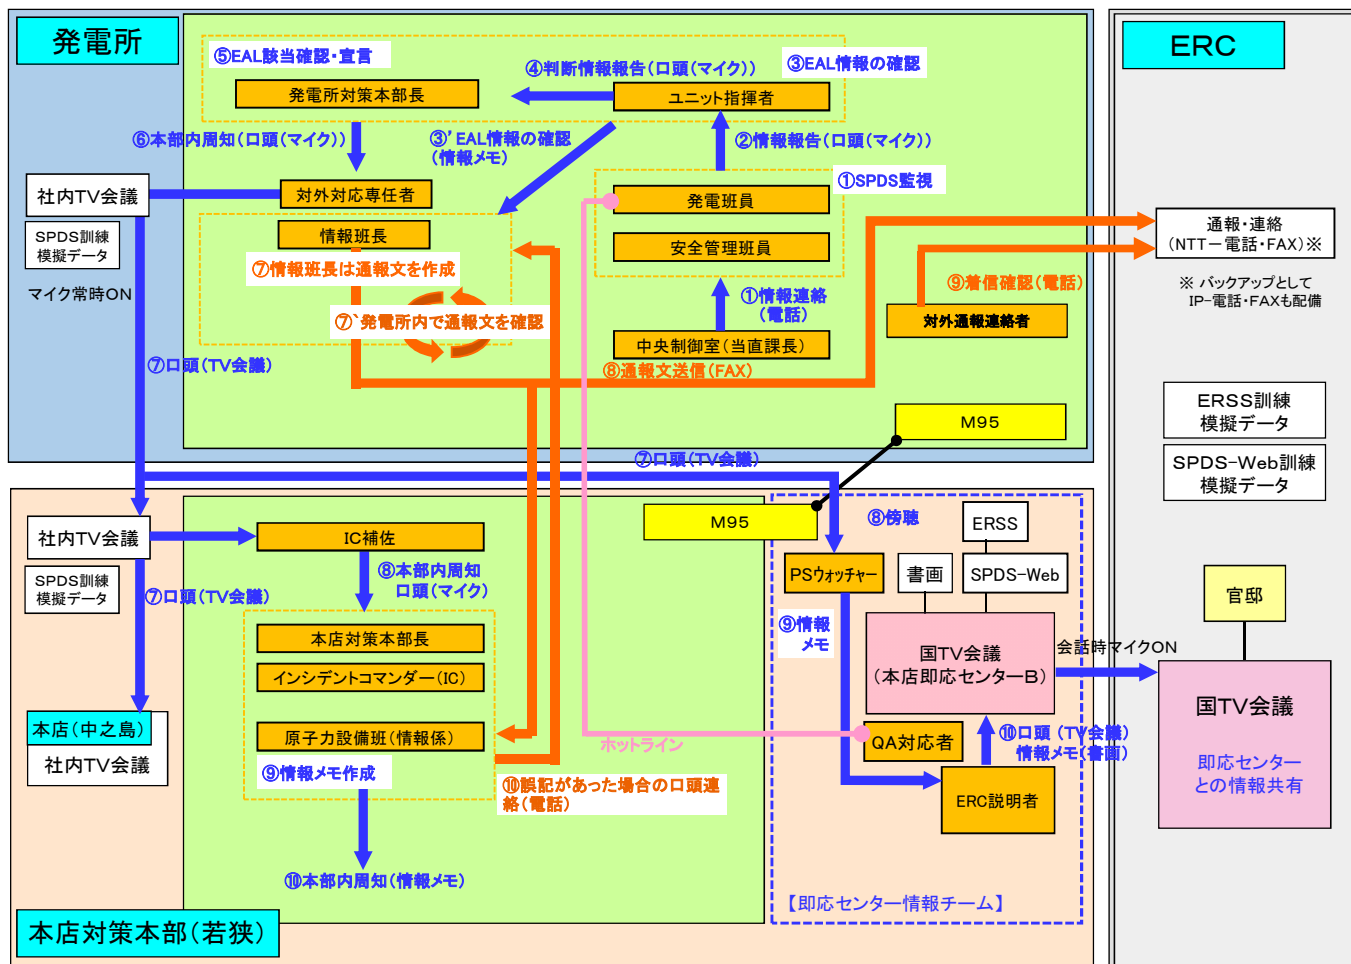 発電所
⑤EAL該当確認・宣言
発電所対策本部長
④判断情報報告(口頭(マイク))
③EAL情報の確認
ユニット指揮者
⑥本部内周知(口頭(マイク))
③’EAL情報の確認
(情報メモ)
②情報報告(口頭(マイク))
①SPDS監視
社内TV会議
SPDS訓練
模擬データ
マイク常時ON
対外対応専任者
情報班長
⑦情報班長は通報文を作成
⑦`発電所内で通報文を確認
発電班員
安全管理班員
①情報連絡
(電話)
中央制御室(当直課長)
⑧通報文送信(FAX)
⑨着信確認(電話)
対外通報連絡者
⑦口頭(TV会議)
M95
⑦口頭(TV会議)
ERC
通報・連絡
(NTT-電話・FAX)※
※ バックアップとして
IP-電話・FAXも配備
ERSS訓練
模擬データ
SPDS-Web訓練
模擬データ
官邸
国TV会議
即応センター
との情報共有
社内TV会議
SPDS訓練
模擬データ
⑦口頭(TV会議)
本店(中之島)
社内TV会議
IC補佐
⑧本部内周知
口頭(マイク)
本店対策本部長
インシデントコマンダー(IC)
原子力設備班(情報係)
⑨情報メモ作成
⑩本部内周知(情報メモ)
⑩誤記があった場合の口頭連
絡(電話)
ホットライン
M95
⑧傍聴
ERSS
PSウォッチャー
書画
SPDS-Web
⑨情報
メモ
国TV会議
(本店即応センターB)
会話時マイクON
QA対応者
⑩口頭(TV会議)
情報メモ(書画)
ERC説明者
【即応センター情報チーム】
本店対策本部(若狭)